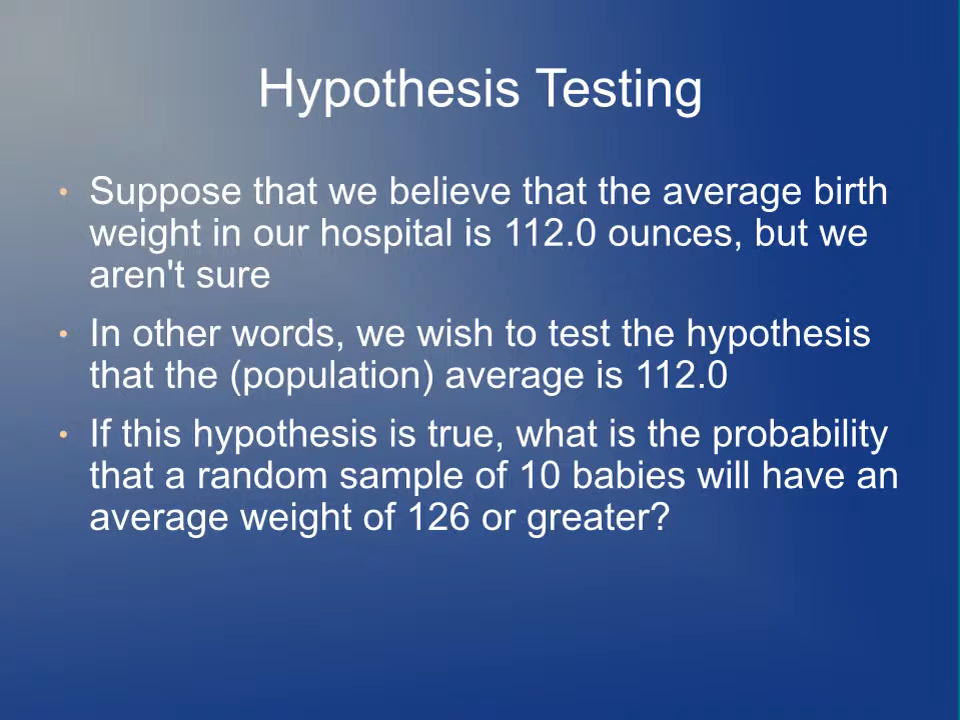 Hypothesis Testing
• Suppose that we believe that the average birth
weight in our hospital is 112.0 ounces, but we
aren't sure
• In other words, we wish to test the hypothesis
that the (population) average is 112.0
• If this hypothesis is true, what is the probability
that a random sample of 10 babies will have an
average weight of 126 or greater?